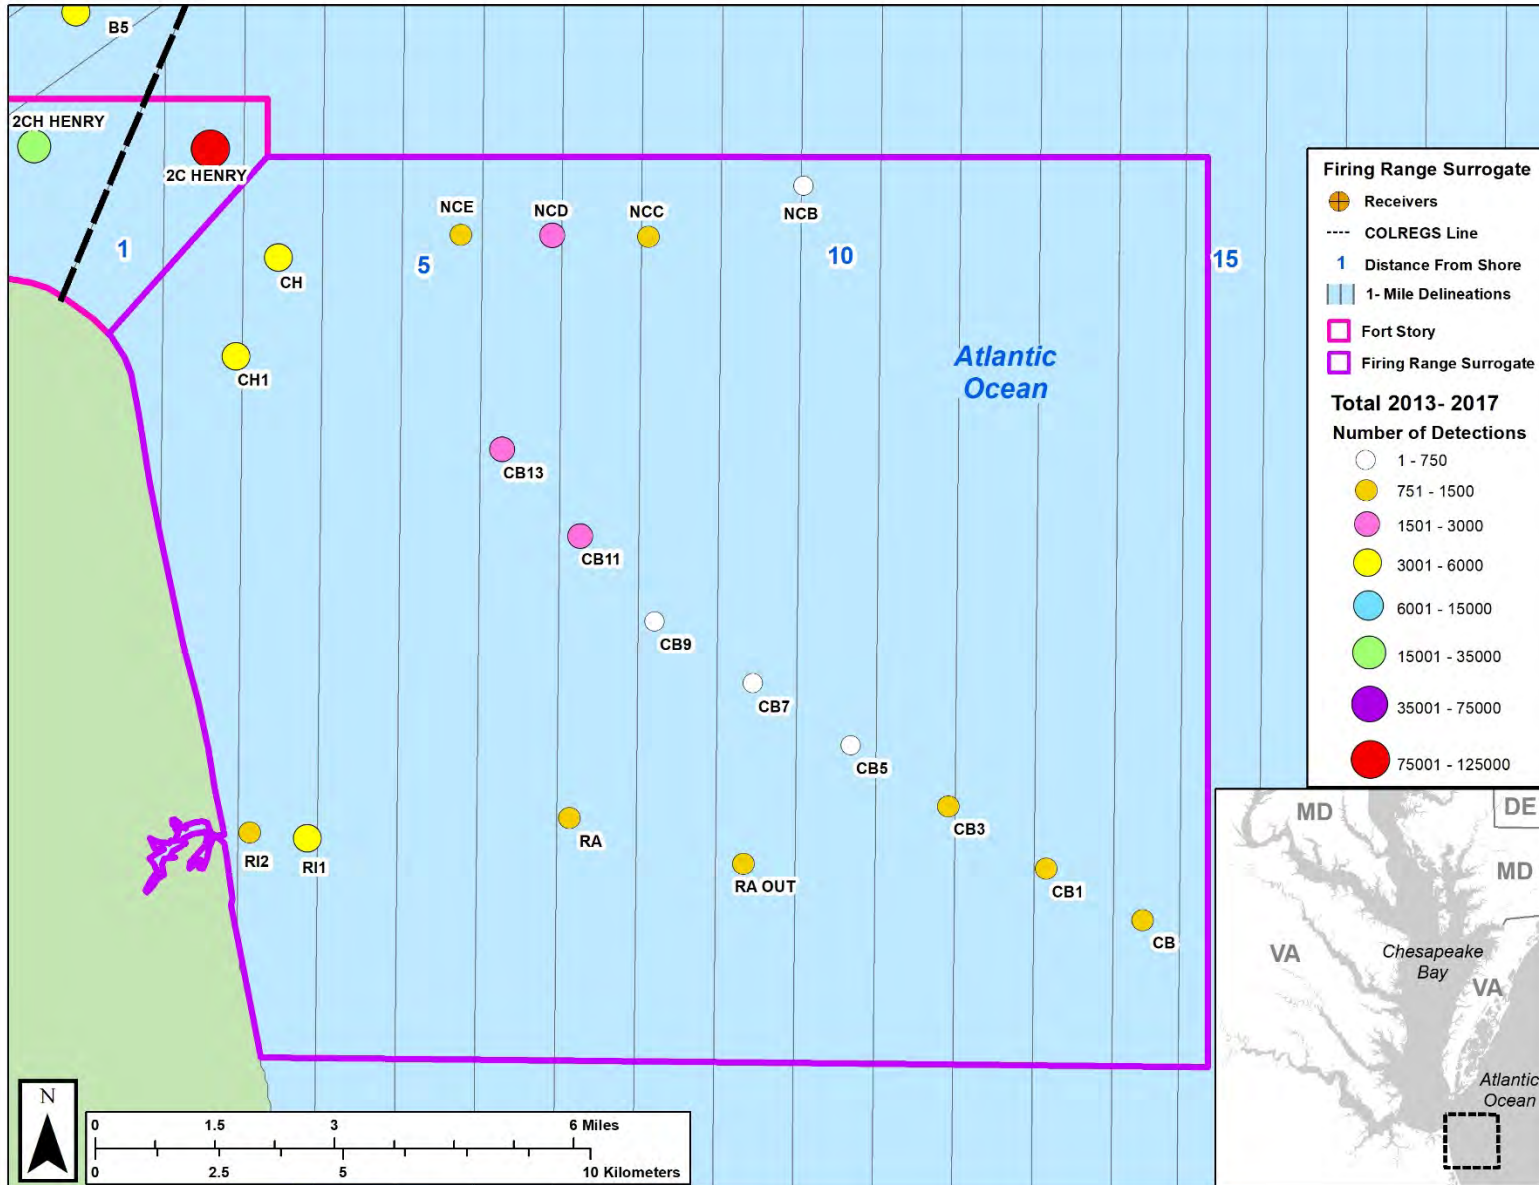 B5
2CH HENRY
2C HENRY
1
CH
CH1
NCE
NCD
NCC
NCB
5
10
15
Atlantic
Ocean
CB13
CB11
CB9
CB7
CB5
CB3
CB1
CB
RI2
RI1
RA
RA OUT
Firing Range Surrogate
Receivers
COLREGS Line
1 Distance From Shore
1- Mile Delineations
Fort Story
Firing Range Surrogate
Total 2013- 2017
Number of Detections
1 - 750
751 - 1500
1501 - 3000
3001 - 6000
6001 - 15000
15001 - 35000
35001 - 75000
75001 - 125000
MD
DE
MD
VA
Chesapeake
Bay
VA
Atlantic
Ocean
N
0 1.5 3 6 Miles
0 2.5 5 10 Kilometers